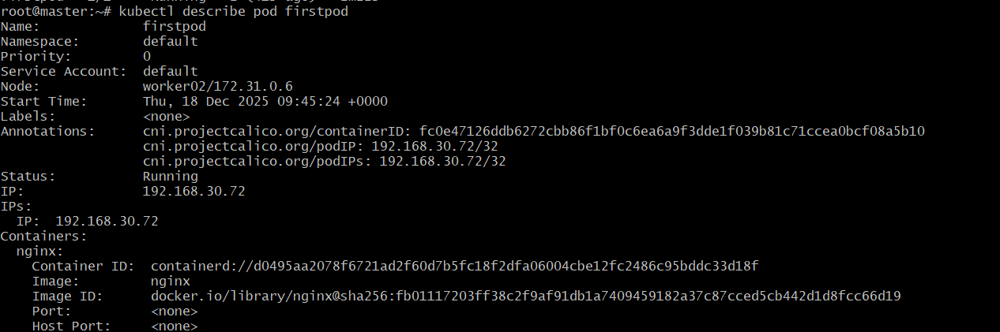 root@master:~# kubectl describe pod firstpod
Name:             firstpod
Namespace:        default
Priority:         0
Service Account:  default
Node:             worker02/172.31.0.6
Start Time:       Thu, 18 Dec 2025 09:45:24 +0000
Labels:           <none>
Annotations:      cni.projectcalico.org/containerID: fc0e47126ddb6272cbb86f1bf0c6ea6a9f3dde1f039b81c71ccea0bcf08a5b10
                  cni.projectcalico.org/podIP: 192.168.30.72/32
                  cni.projectcalico.org/podIPs: 192.168.30.72/32
Status:           Running
IP:               192.168.30.72
IPs:
  IP:  192.168.30.72
Containers:
  nginx:
    Container ID:  containerd://d0495aa2078f6721ad2f60d7b5fc18f2dfa06004cbe12fc2486c95bddc33d18f
    Image:         nginx
    Image ID:      docker.io/library/nginx@sha256:fb01117203ff38c2f9af91db1a7409459182a37c87cced5cb442d1d8fcc66d19
    Port:          <none>
    Host Port:     <none>